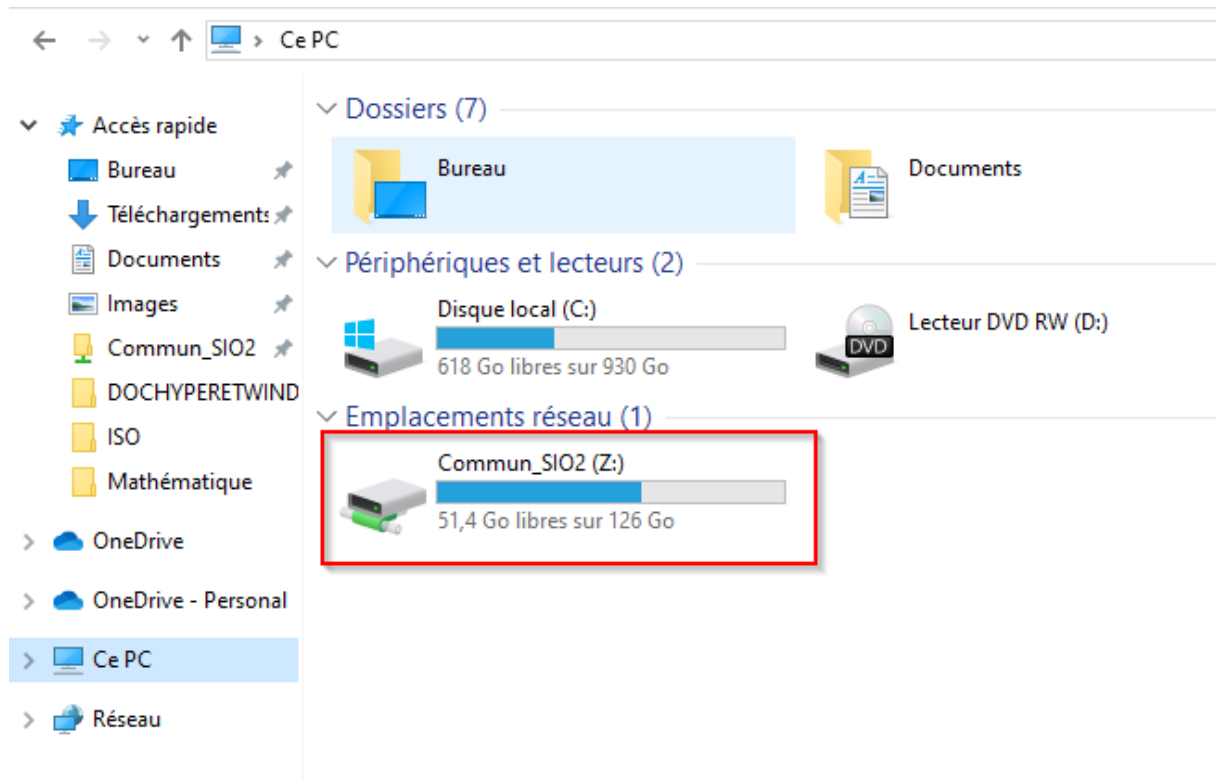 Ce PC
Accès rapide
Bureau
Téléchargements
Documents
Images
Commun_SIO2
DOCHYPERETWIND
ISO
Mathématique
OneDrive
OneDrive - Personal
Ce PC
Réseau
Dossiers (7)
Bureau
Documents
Périphériques et lecteurs (2)
Disque local (C:)
618 Go libres sur 930 Go
Lecteur DVD RW (D:)
DVD
Emplacements réseau (1)
Commun_SIO2 (Z:)
51,4 Go libres sur 126 Go